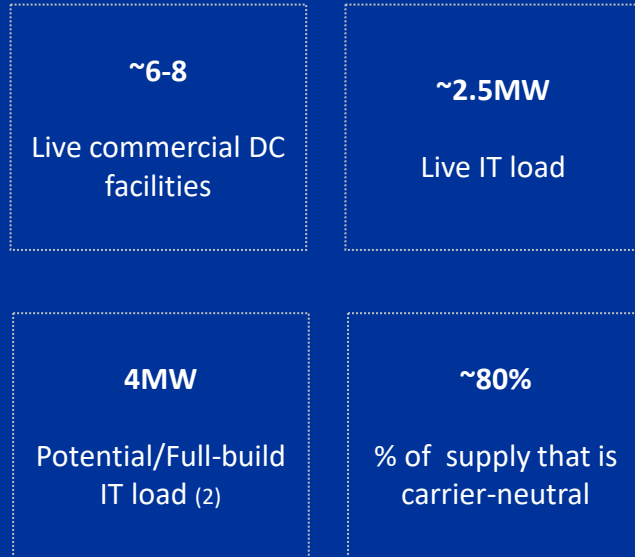 ~6-8
Live commercial DC
facilities
~2.5MW
Live IT load
4MW
Potential/Full-build
IT load (2)
~80%
% of supply that is
carrier-neutral